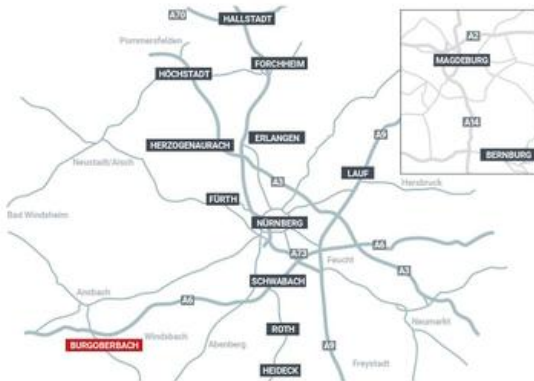 A70
HALLSTADT
A2
Pommersfelden
MAGDEBURG
FORCHHEIM
HÖCHSTADT
A14
A9
ERLANGEN
HERZOGENAURACH
BERNBURG
Neustadt/Aisch
LAUF
A3
Hersbruck
FÜRTH
Bad Windsheim
NÜRNBERG
A6
A73
Feucht
A3
SCHWABACH
Ansbach
A6
Neumarkt
ROTH
Windsbach
BURGOBERBACH
Abenberg
A9
Freystadt
HEIDECK